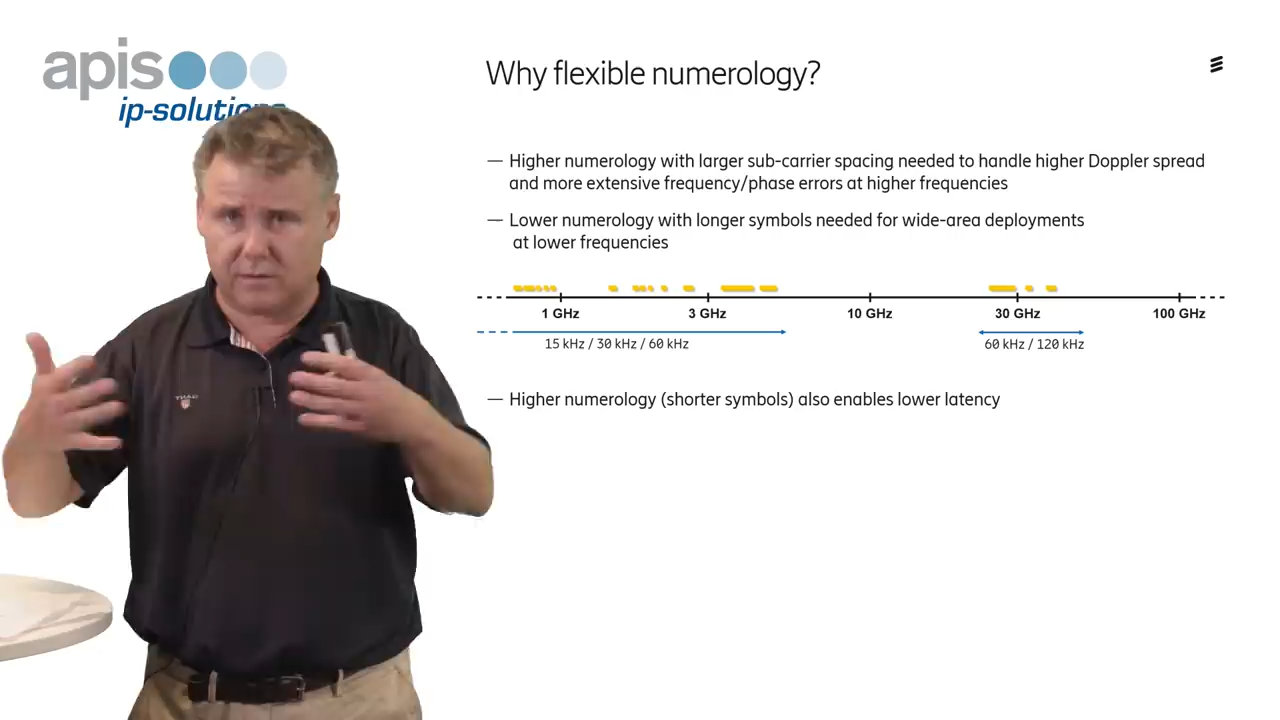 apis
ip-solutions
Why flexible numerology?
— Higher numerology with larger sub-carrier spacing needed to handle higher Doppler spread
and more extensive frequency/phase errors at higher frequencies
— Lower numerology with longer symbols needed for wide-area deployments
at lower frequencies
1 GHz 3 GHz 10 GHz 30 GHz 100 GHz
15 kHz / 30 kHz / 60 kHz 60 kHz / 120 kHz
— Higher numerology (shorter symbols) also enables lower latency